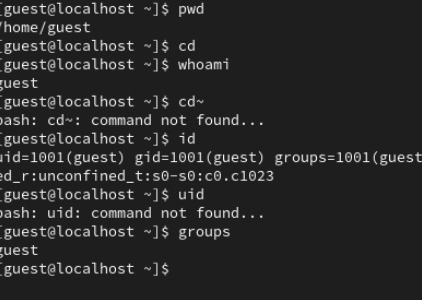 [guest@localhost ~]$ pwd
/home/guest
[guest@localhost ~]$ cd
[guest@localhost ~]$ whoami
guest
[guest@localhost ~]$ cd~
bash: cd~: command not found...
[guest@localhost ~]$ id
uid=1001(guest) gid=1001(guest) groups=1001(guest
ed_r:unconfined_t:s0-s0:c0.c1023
[guest@localhost ~]$ uid
bash: uid: command not found...
[guest@localhost ~]$ groups
guest
[guest@localhost ~]$